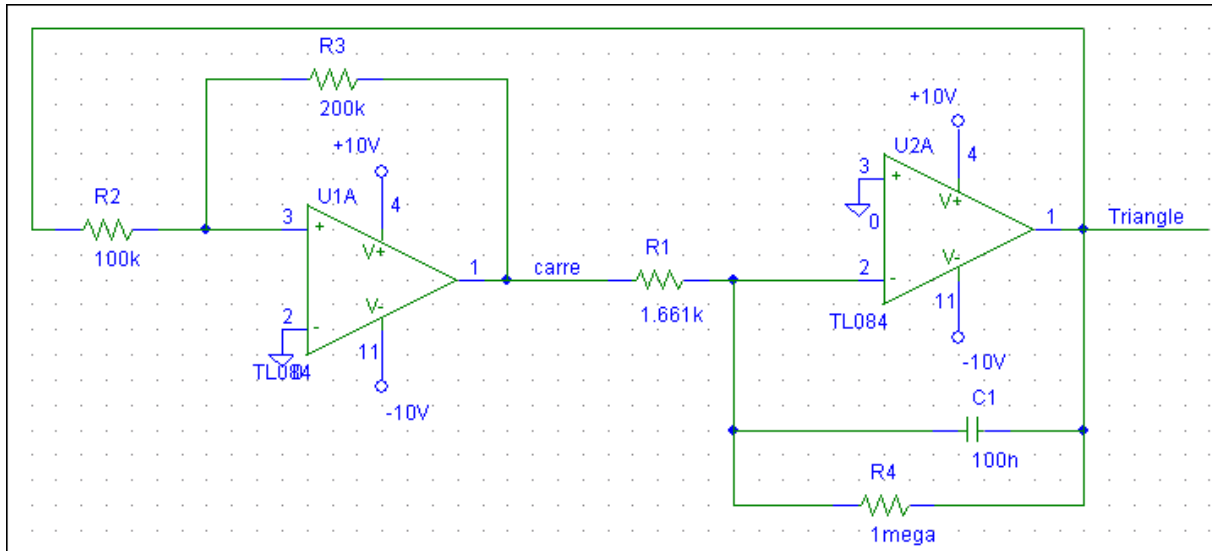 R3
200k
+10V
U1A
4
R2
100k
3
+
V+
1
carre
V-
2
-
11
TL084
0
-10V
R1
1.661k
+10V
U2A
4
3
+
V+
0
1
Triangle
V-
2
-
11
TL084
-10V
C1
100n
R4
1mega